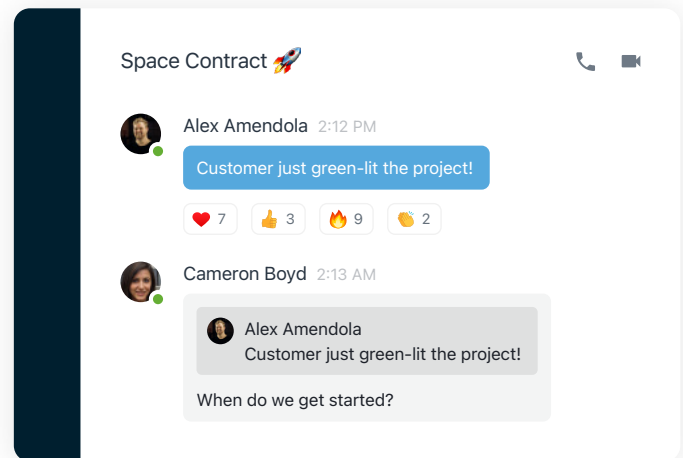 Space Contract 🚀
Alex Amendola 2:12 PM
Customer just green-lit the project!
❤️ 7 👍 3 🔥 9 👏 2
Cameron Boyd 2:13 AM
Alex Amendola
Customer just green-lit the project!
When do we get started?